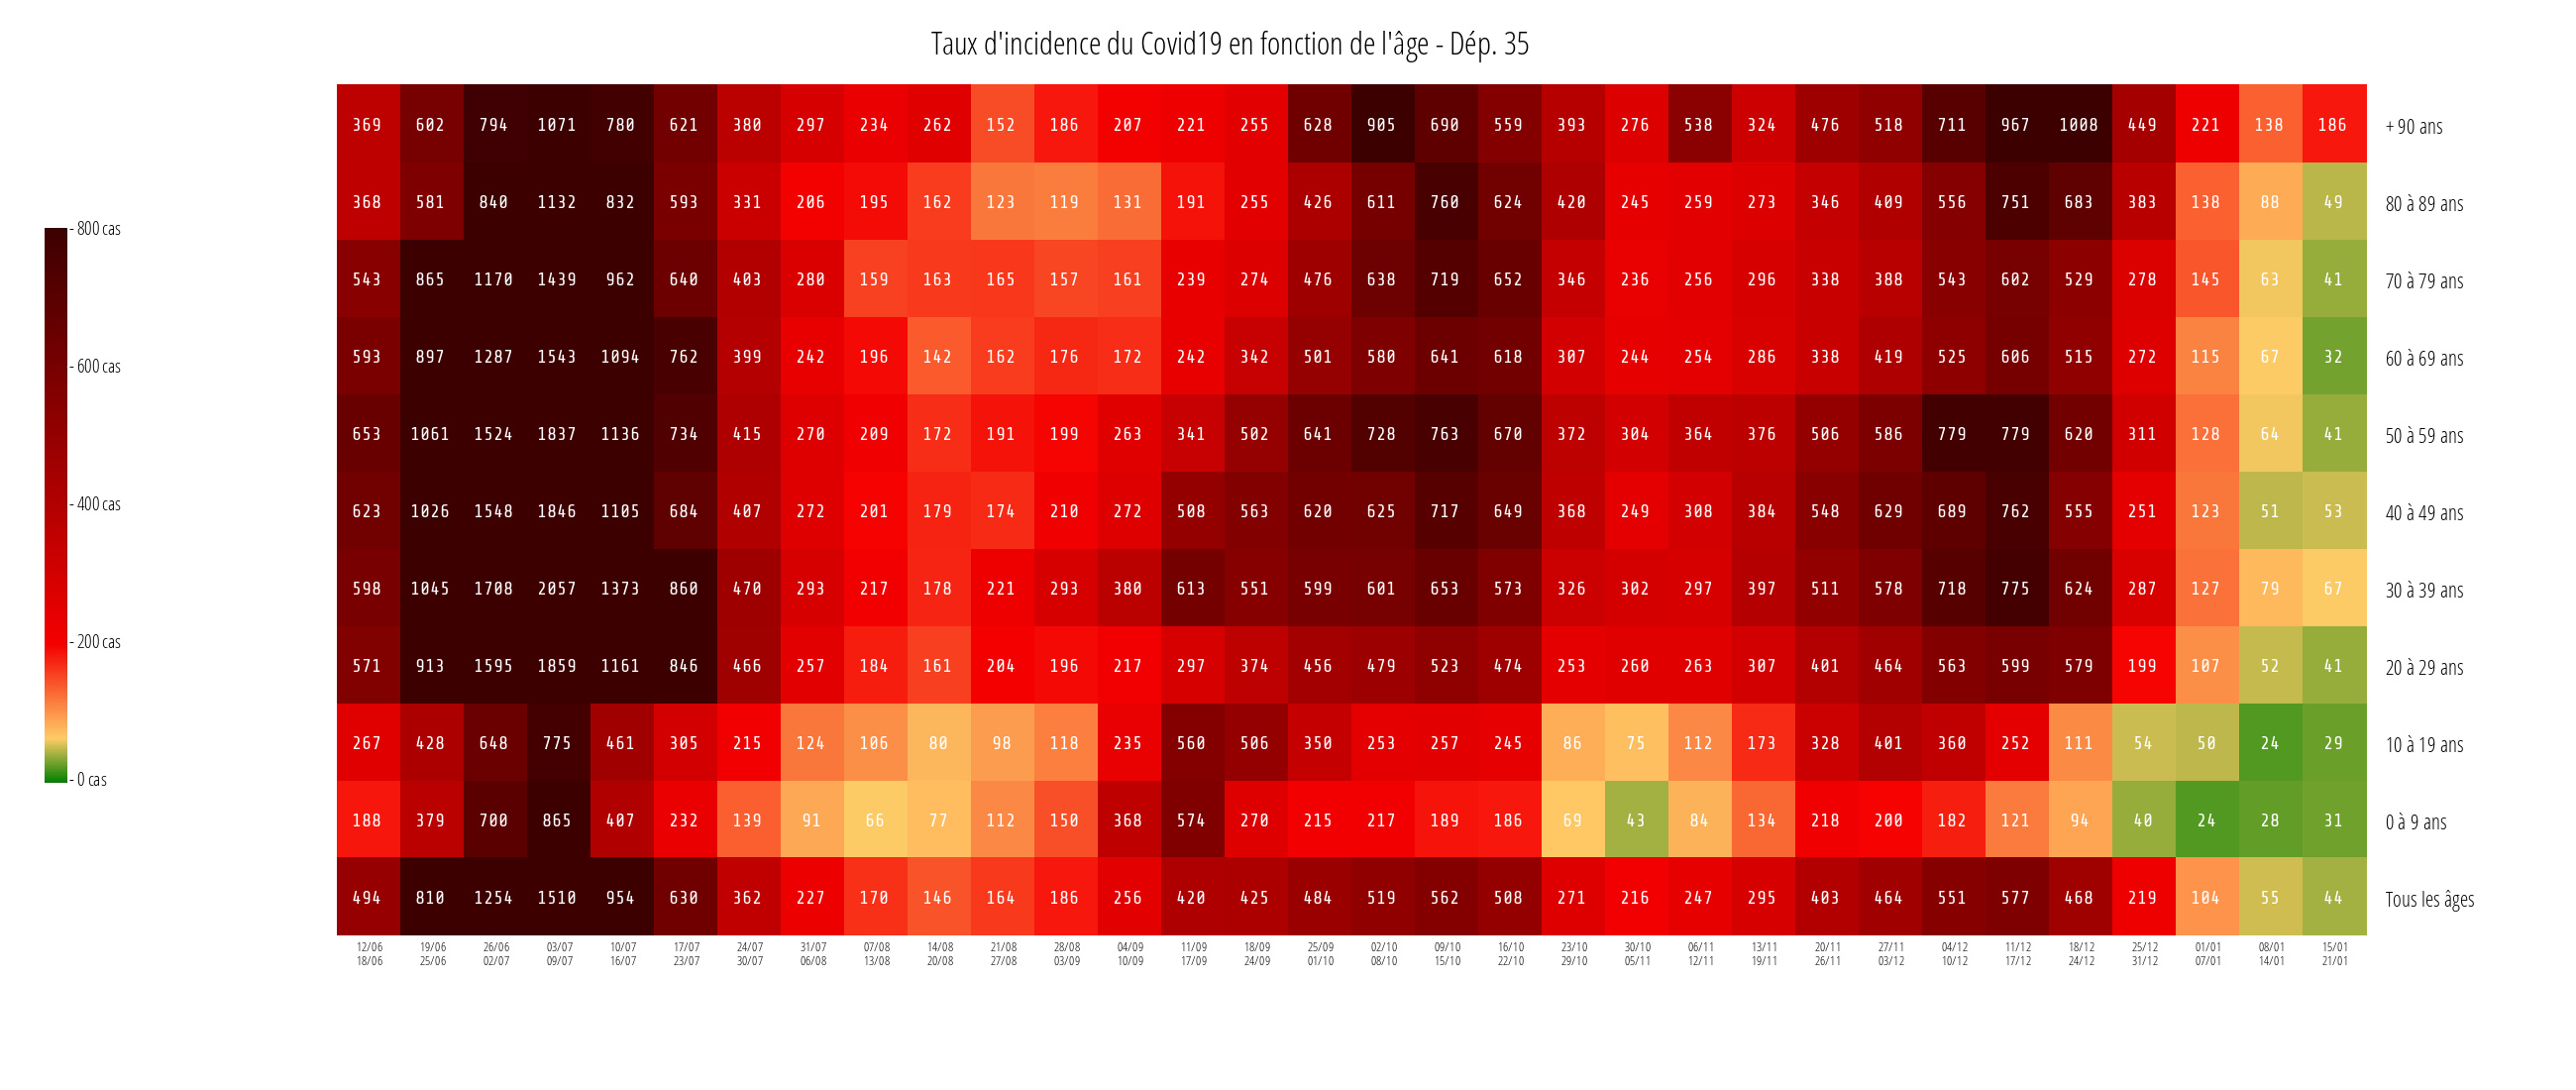 Taux d'incidence du Covid19 en fonction de l'âge - Dép. 35
369 602 794 1071 780 621 380 297 234 262 152 186 207 221 255 628 905 690 559 393 276 538 324 476 518 711 967 1008 449 221 138 186 + 90 ans
368 581 840 1132 832 593 331 206 195 162 123 119 131 191 255 426 611 760 624 420 245 259 273 346 409 556 751 683 383 138 88 49 80 à 89 ans
- 800 cas
543 865 1170 1439 962 640 403 280 159 163 165 157 161 239 274 476 638 719 652 346 236 256 296 338 388 543 602 529 278 145 63 41 70 à 79 ans
593 897 1287 1543 1094 762 399 242 196 142 162 176 172 242 342 501 580 641 618 307 244 254 286 338 419 525 606 515 272 115 67 32 60 à 69 ans
- 600 cas
653 1061 1524 1837 1136 734 415 270 209 172 191 199 263 341 502 641 728 763 670 372 304 364 376 506 586 779 779 620 311 128 64 41 50 à 59 ans
- 400 cas
623 1026 1548 1846 1105 684 407 272 201 179 174 210 272 508 563 620 625 717 649 368 249 308 384 548 629 689 762 555 251 123 51 53 40 à 49 ans
598 1045 1708 2057 1373 860 470 293 217 178 221 293 380 613 551 599 601 653 573 326 302 297 397 511 578 718 775 624 287 127 79 67 30 à 39 ans
- 200 cas
571 913 1595 1859 1161 846 466 257 184 161 204 196 217 297 374 456 479 523 474 253 260 263 307 401 464 563 599 579 199 107 52 41 20 à 29 ans
267 428 648 775 461 305 215 124 106 80 98 118 235 560 506 350 253 257 245 86 75 112 173 328 401 360 252 111 54 50 24 29 10 à 19 ans
- 0 cas
188 379 700 865 407 232 139 91 66 77 112 150 368 574 270 215 217 189 186 69 43 84 134 218 200 182 121 94 40 24 28 31 0 à 9 ans
494 810 1254 1510 954 630 362 227 170 146 164 186 256 420 425 484 519 562 508 271 216 247 295 403 464 551 577 468 219 104 55 44 Tous les âges
12/06 19/06 26/06 03/07 10/07 17/07 24/07 31/07 07/08 14/08 21/08 28/08 04/09 11/09 18/09 25/09 02/10 09/10 16/10 23/10 30/10 06/11 13/11 20/11 27/11 04/12 11/12 18/12 25/12 01/01 08/01 15/01
18/06 25/06 02/07 09/07 16/07 23/07 30/07 06/08 13/08 20/08 27/08 03/09 10/09 17/09 24/09 01/10 08/10 15/10 22/10 29/10 05/11 12/11 19/11 26/11 03/12 10/12 17/12 24/12 31/12 07/01 14/01 21/01